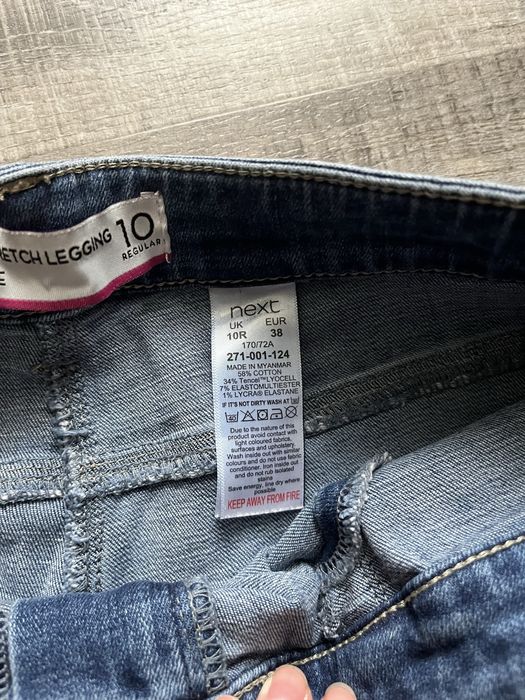 RETCH LEGGING 10
REGULAR
E
next
UK EUR
10R 38
170/72A
271-001-124
MADE IN MYANMAR
58% COTTON
34% Tencel™LYOCELL
7% ELASTOMULTIESTER
1% LYCRA® ELASTANE
IF IT'S NOT DIRTY WASH AT 30
40
Due to the nature of this
product avoid contact with
light coloured fabrics,
surfaces and upholstery.
Wash inside out with similar
colours and do not use fabric
conditioner. Iron inside out
and do not rub isolated
stains
Save energy, line dry where
possible
KEEP AWAY FROM FIRE